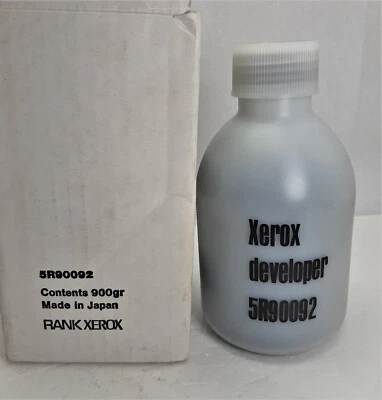 5R90092
Contents 900gr
Made in Japan
RANK XEROX
Xerox
developer
5R90092